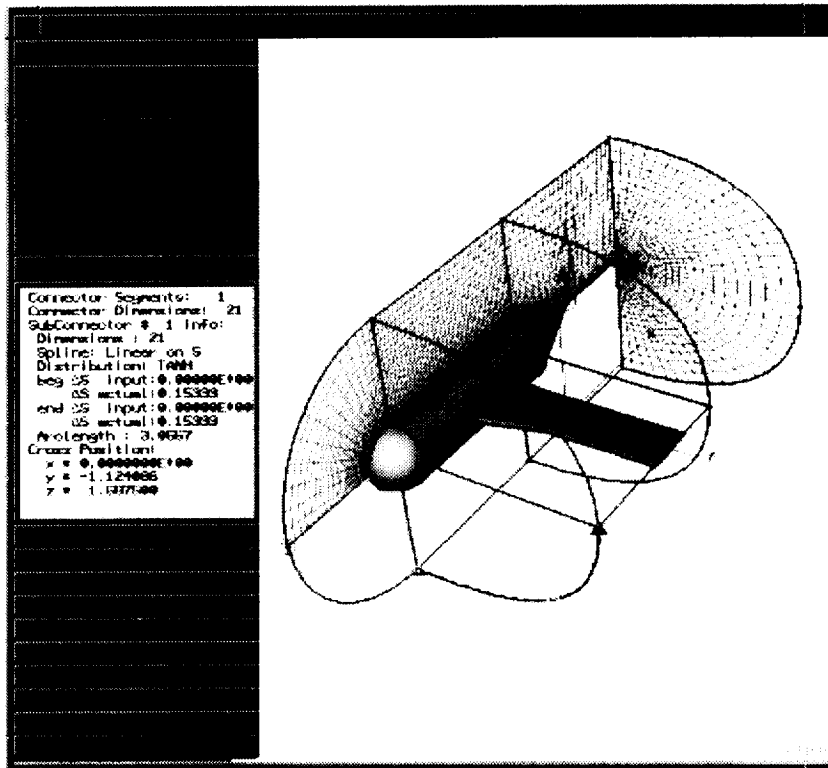 Connector Segments: 1
Connector Dimensions: 21
SubConnector # 1 Info:
Dimensions : 21
Spline: Linear on S
Distribution: TANH
beg ΔS input:0.00000E+00
ΔS actual:0.15333
end ΔS input:0.00000E+00
ΔS actual:0.15333
Arclength : 3.0667
Cross Position:
x = 0.0000000E+00
y = -1.124086
z =